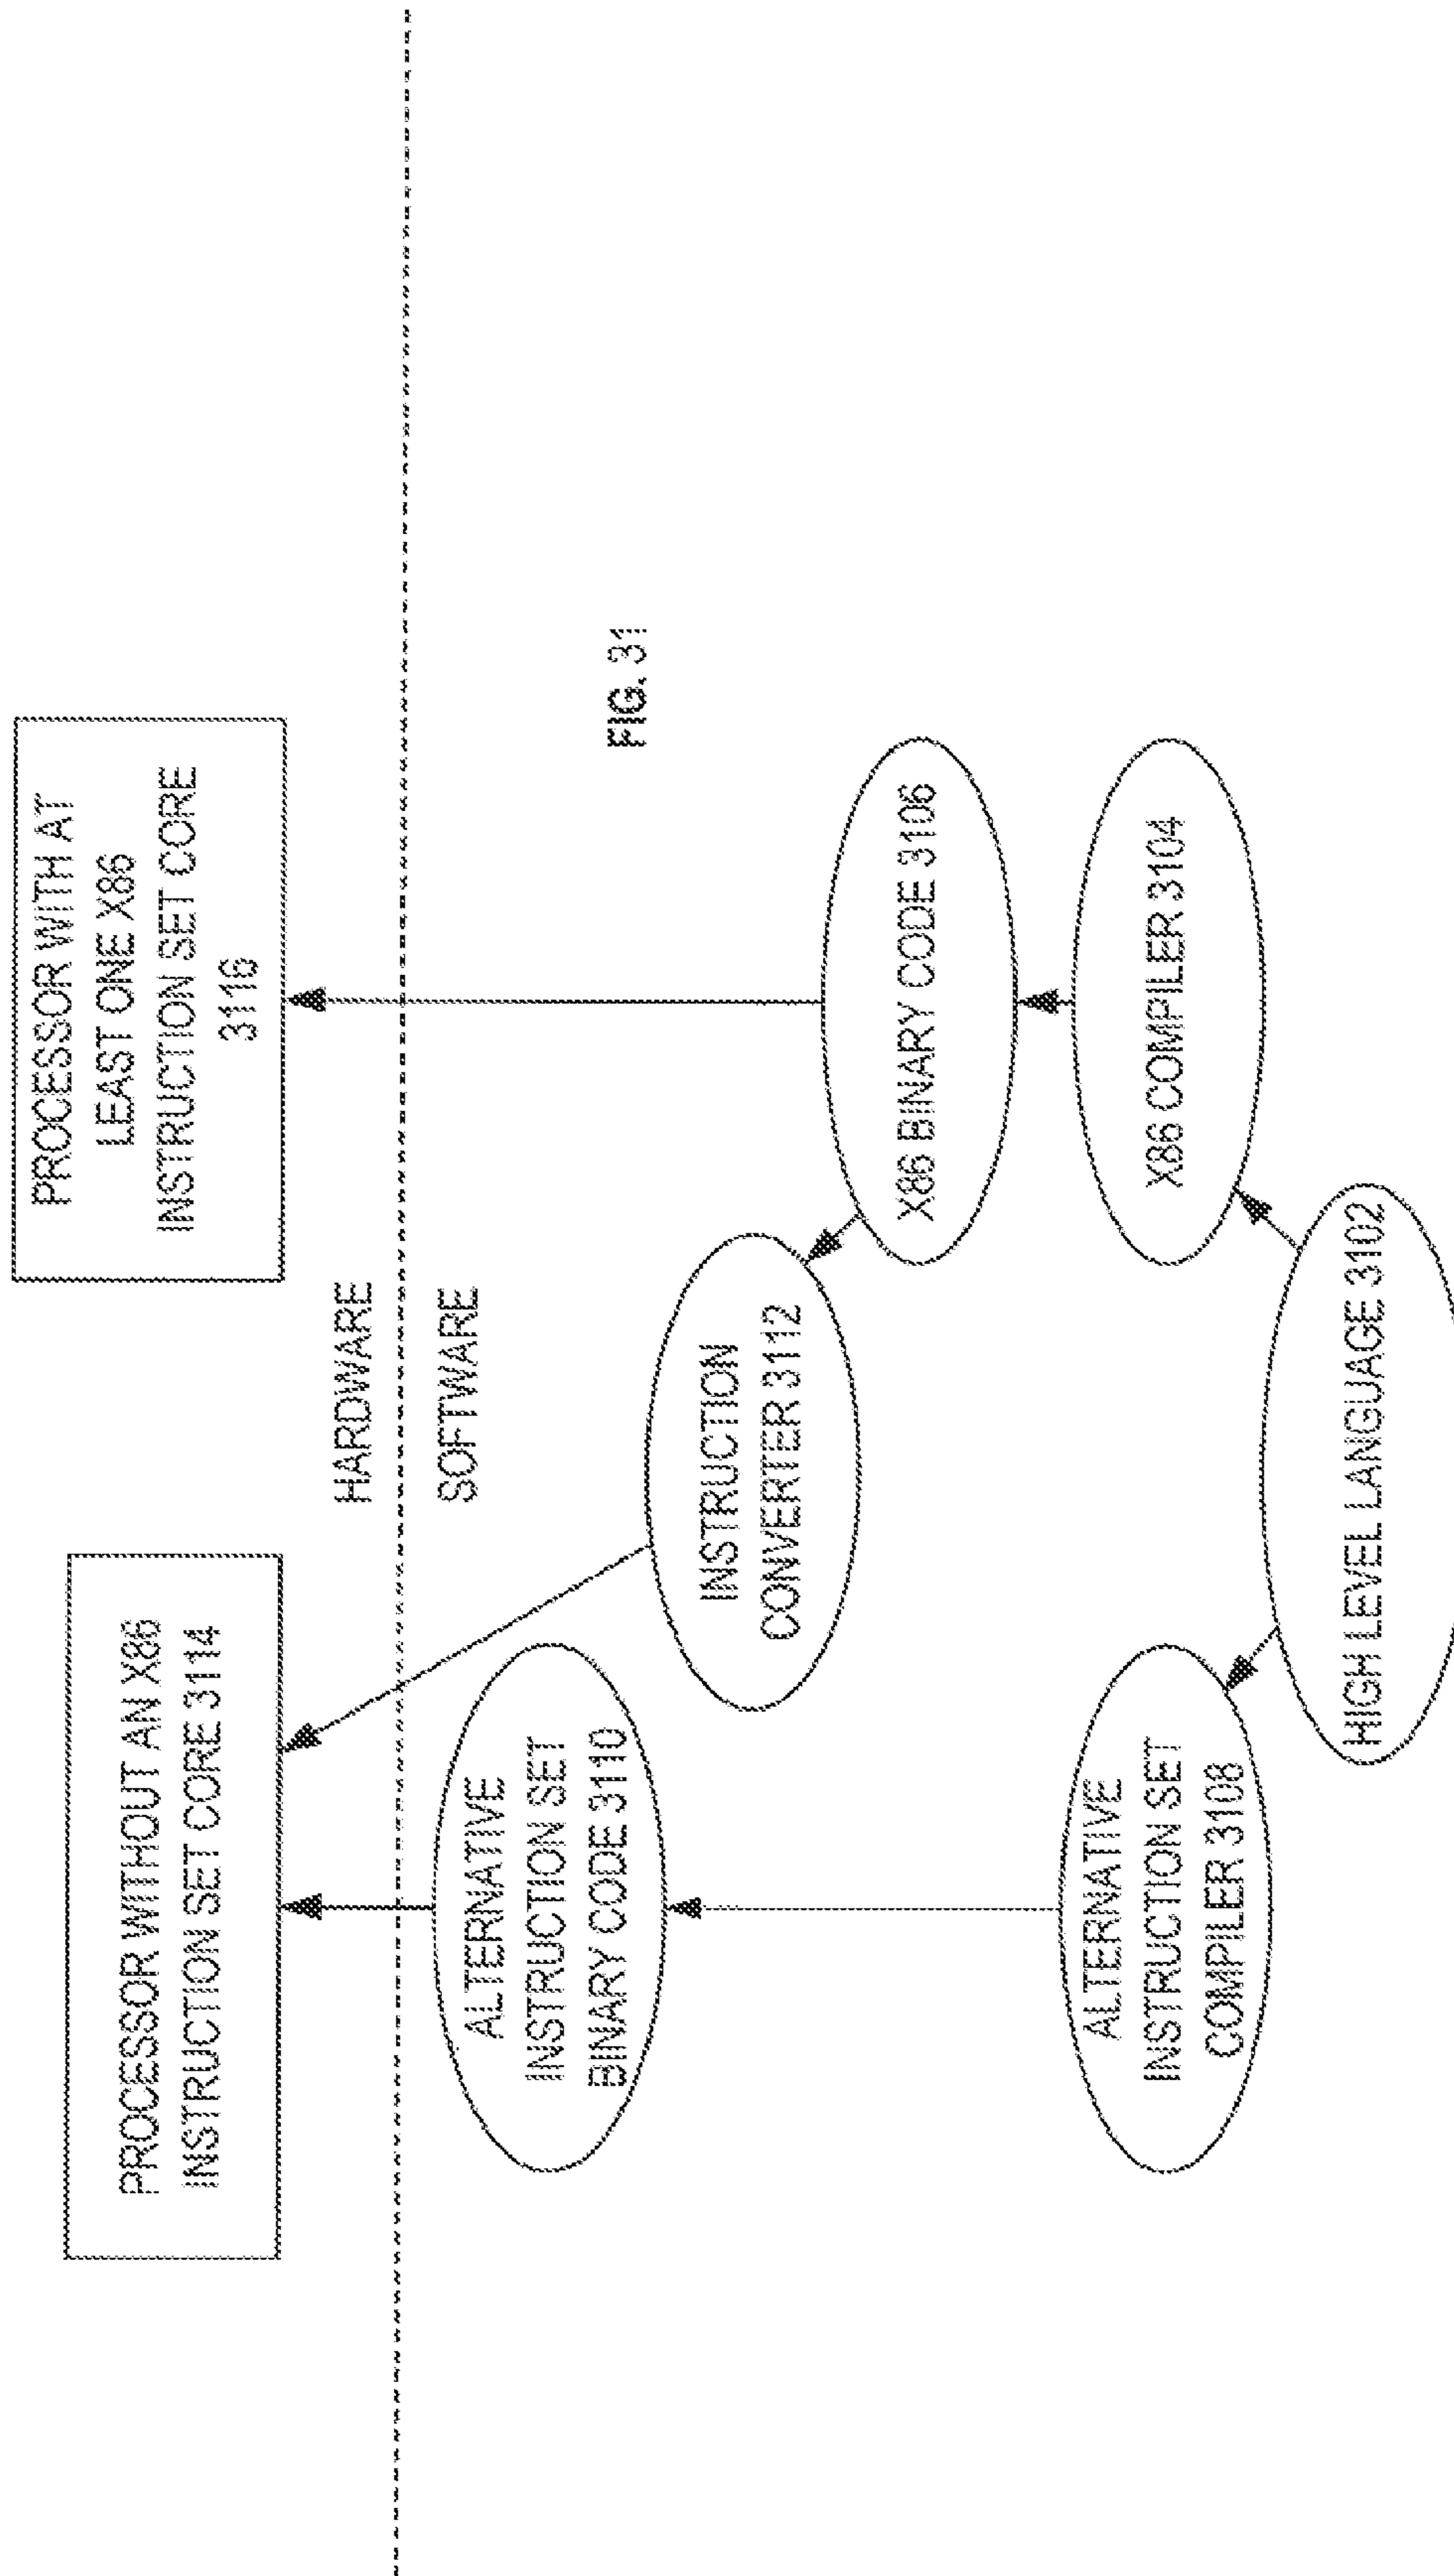 PROCESSOR WITHOUT AN X86
INSTRUCTION SET CORE 3114
PROCESSOR WITH AT
LEAST ONE X86
INSTRUCTION SET CORE
3116
HARDWARE
SOFTWARE
ALTERNATIVE
INSTRUCTION SET
BINARY CODE 3110
INSTRUCTION
CONVERTER 3112
FIG. 31
X86 BINARY CODE 3106
ALTERNATIVE
INSTRUCTION SET
COMPILER 3108
X86 COMPILER 3104
HIGH LEVEL LANGUAGE 3102